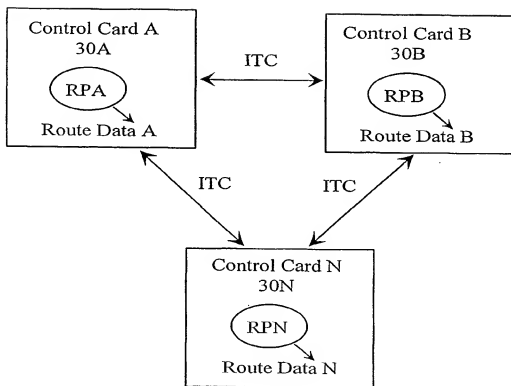 Control Card A
30A
RPA
Route Data A
ITC
Control Card B
30B
RPB
Route Data B
ITC
ITC
Control Card N
30N
RPN
Route Data N